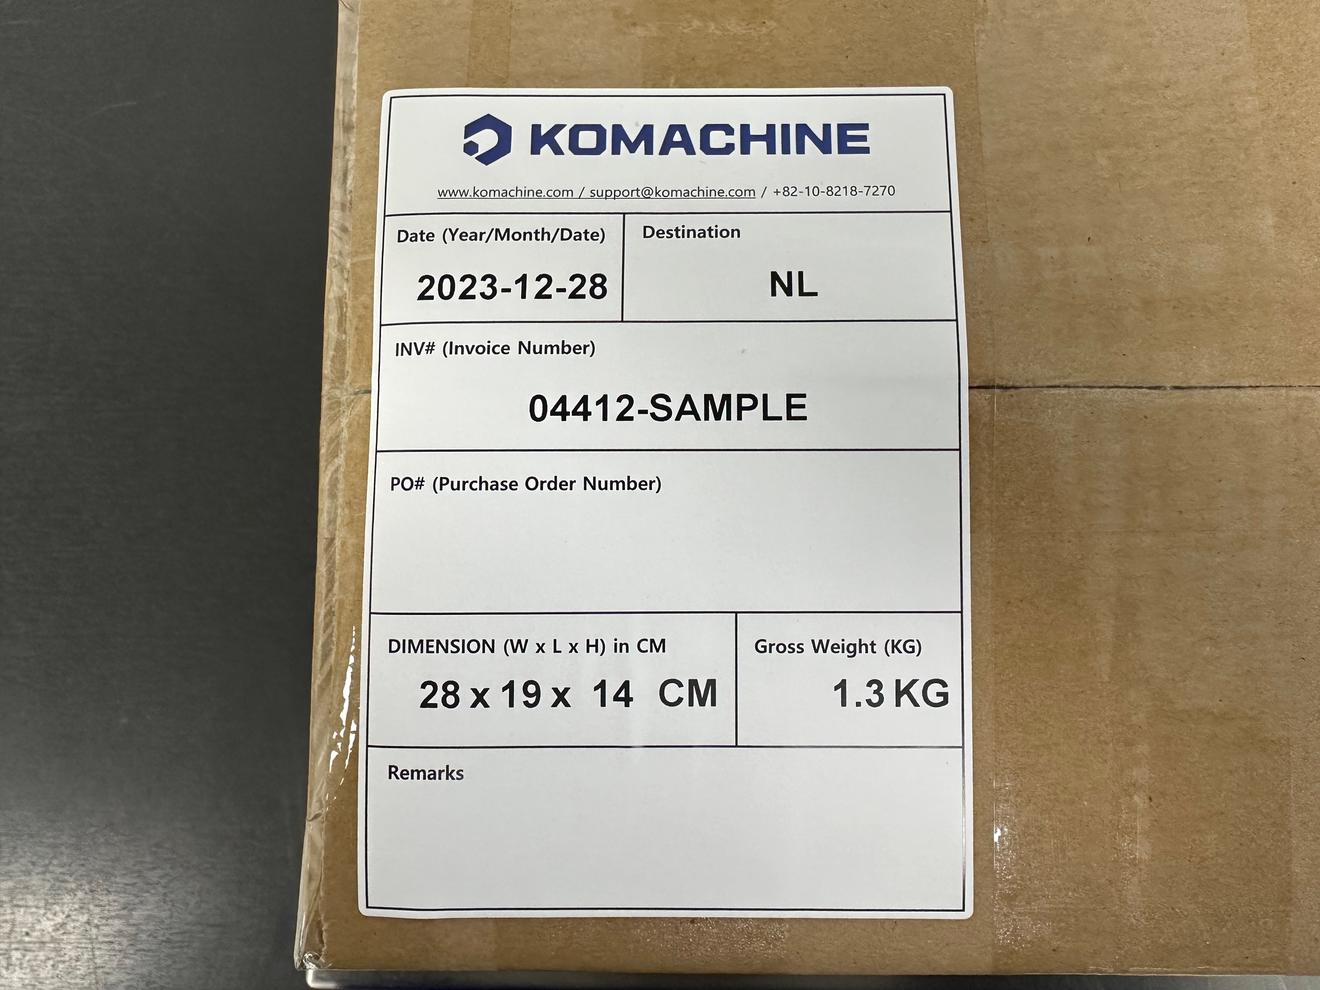 KOMACHINE
www.komachine.com / support@komachine.com / +82-10-8218-7270
Date (Year/Month/Date)
2023-12-28
Destination
NL
INV# (Invoice Number)
04412-SAMPLE
PO# (Purchase Order Number)
DIMENSION (W x L x H) in CM
28 x 19 x 14 CM
Gross Weight (KG)
1.3 KG
Remarks